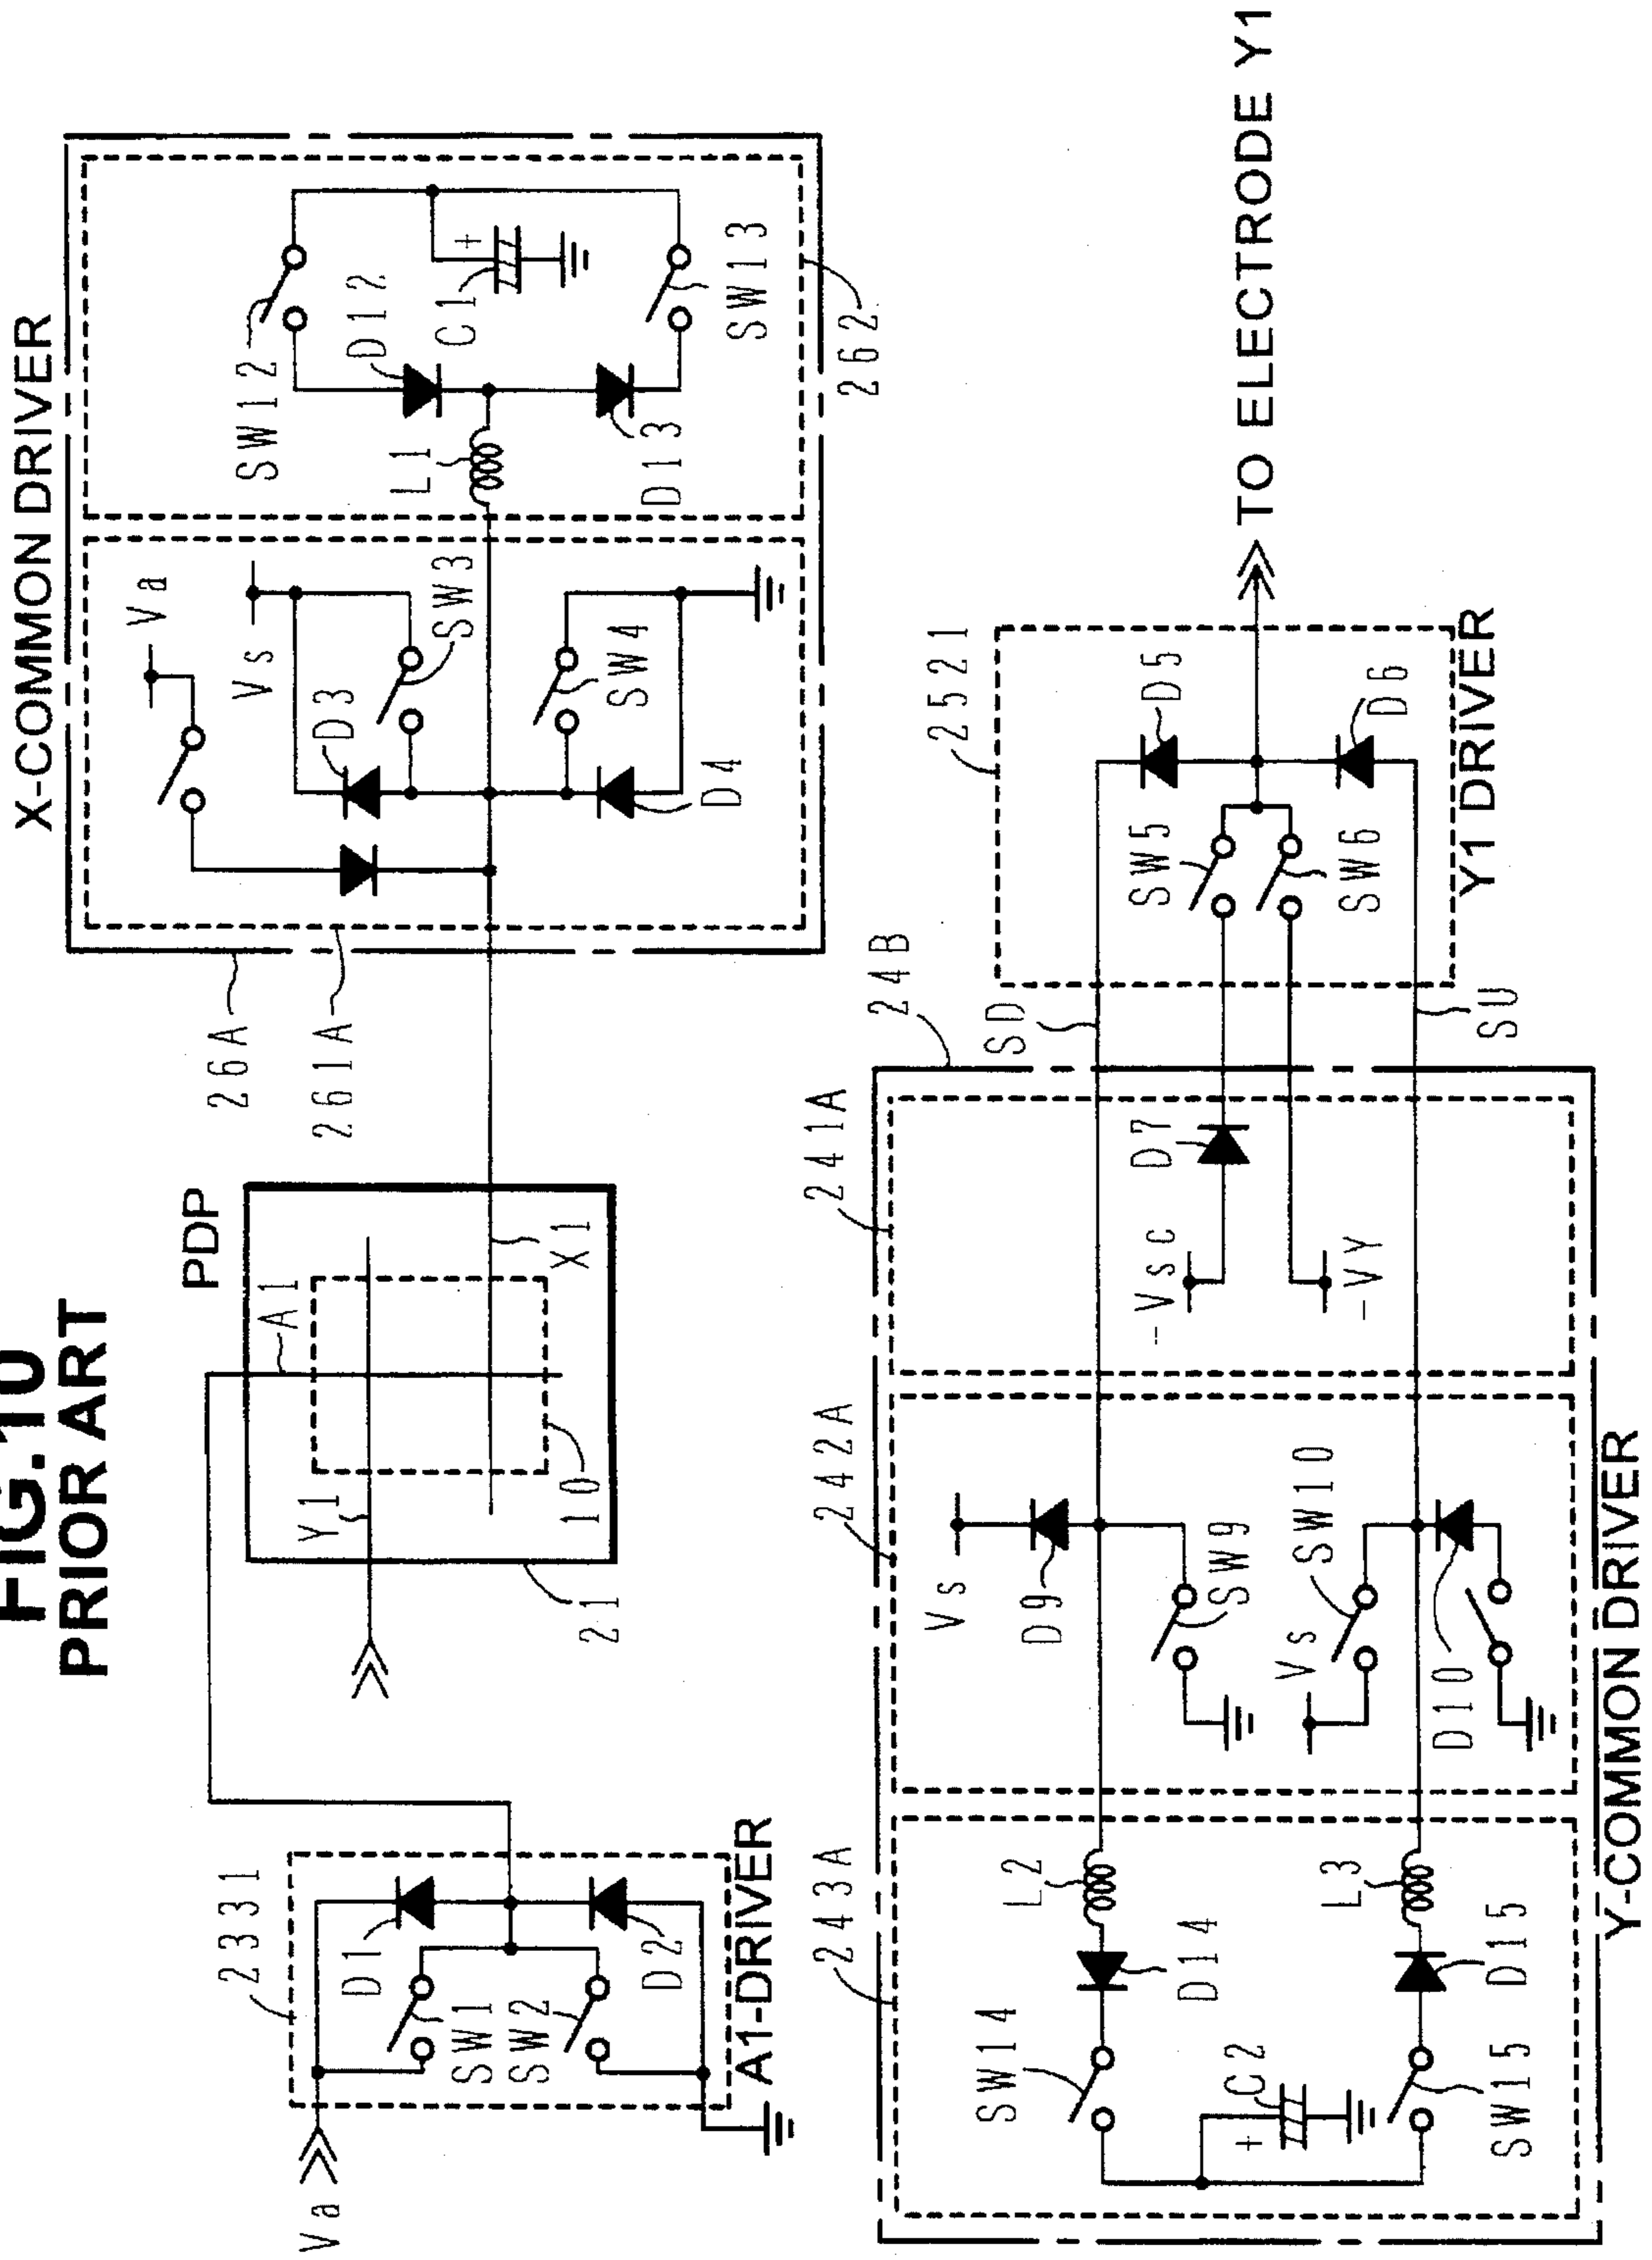 FIG.10
PRIOR ART
X-COMMON DRIVER
PDP
26A
261A
Va
Vs
D3
SW3
SW4
D4
SW12
D12
C1
+
L1
D13
SW13
262
A1
Y1
X1
10
21
2331
Va
D1
SW1
SW2
D2
A1-DRIVER
TO ELECTRODE Y1
2521
D5
SW5
SW6
D6
Y1 DRIVER
24B
SD
SU
241A
D7
-Vsc
-VY
242A
Vs
D9
SW9
Vs
SW10
D10
243A
L2
D14
SW14
C2
+
L3
D15
SW15
Y-COMMON DRIVER